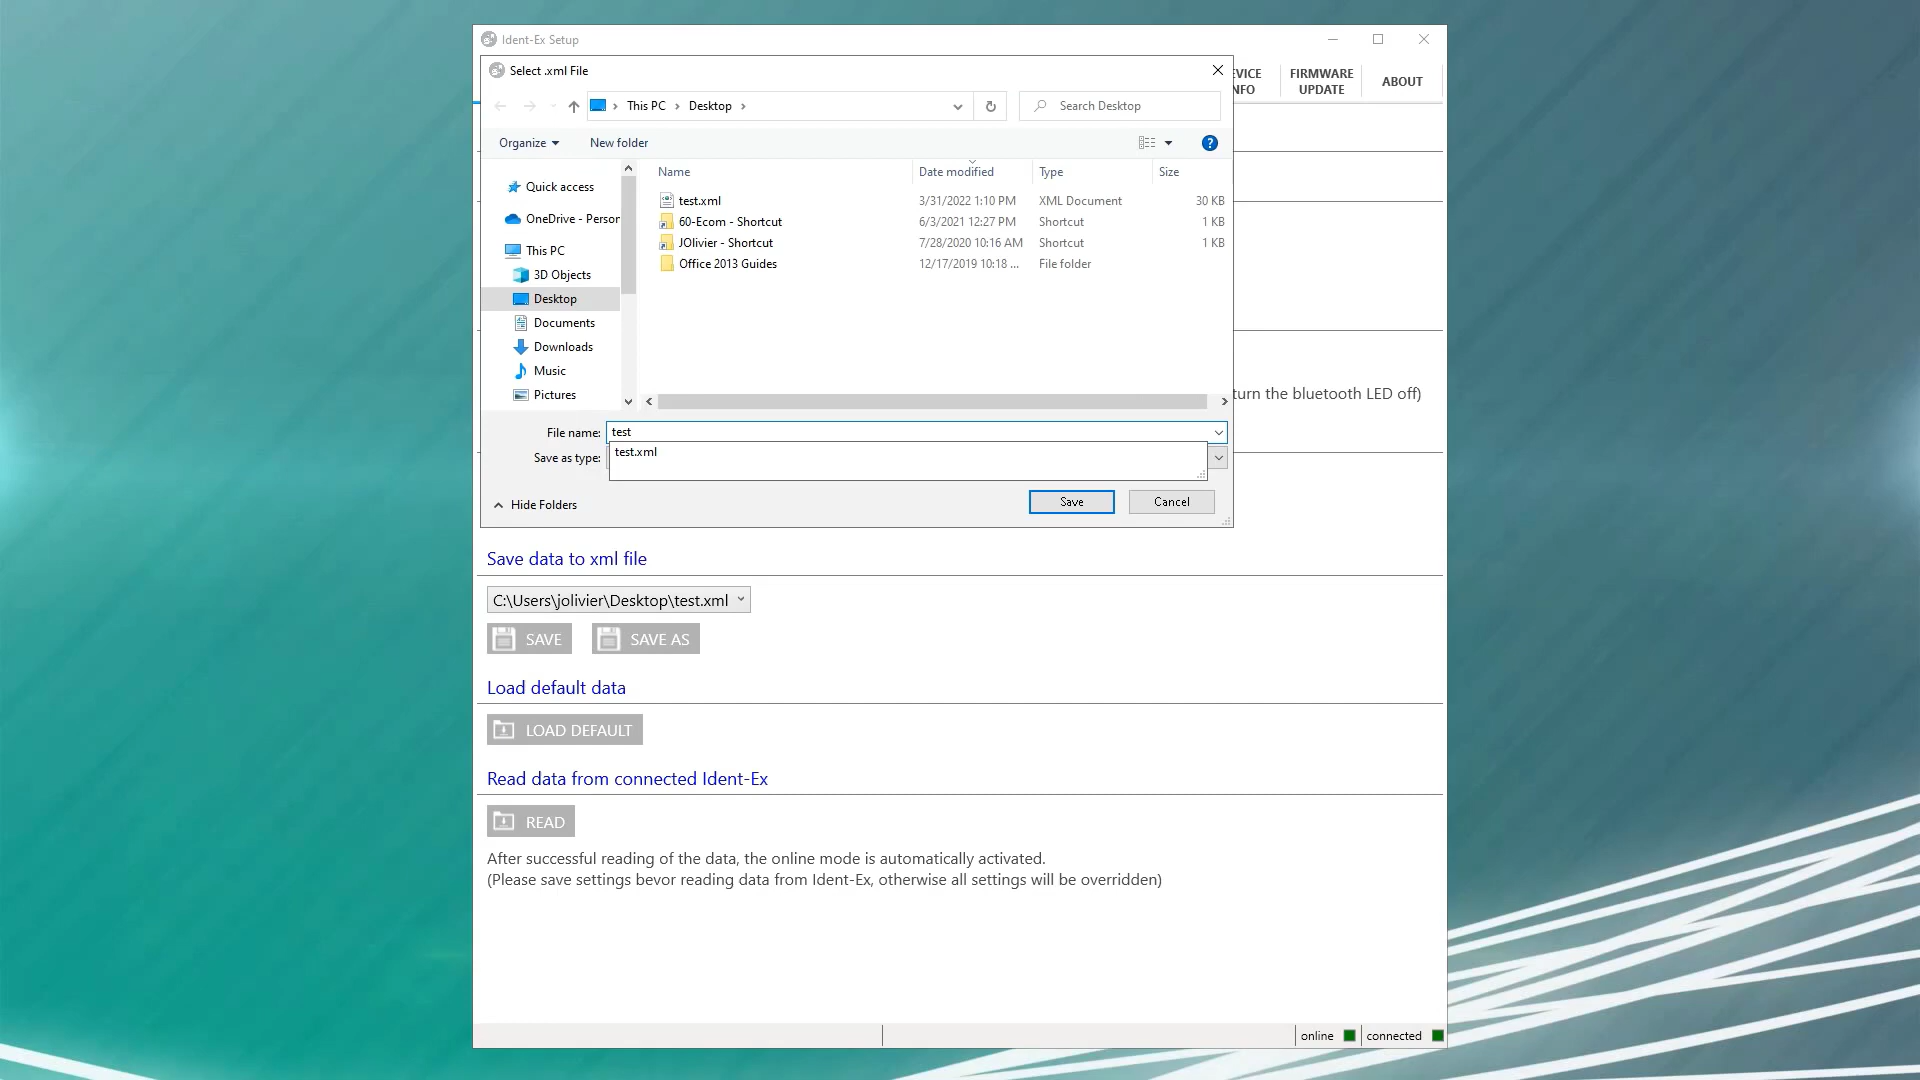 Ident-Ex Setup
Select .xml File
VICE
NFO
FIRMWARE
UPDATE
ABOUT
This PC
Desktop
Search Desktop
Organize
New folder
Name
Date modified
Type
Size
Quick access
OneDrive - Person
This PC
3D Objects
Desktop
Documents
Downloads
Music
Pictures
test.xml 3/31/2022 1:10 PM XML Document 30 KB
60-Ecom - Shortcut 6/3/2021 12:27 PM Shortcut 1 KB
JOlivier - Shortcut 7/28/2020 10:16 AM Shortcut 1 KB
Office 2013 Guides 12/17/2019 10:18 ... File folder
turn the bluetooth LED off)
File name: test
test.xml
Save as type:
Hide Folders
Save
Cancel
Save data to xml file
C:\Users\jolivier\Desktop\test.xml
SAVE
SAVE AS
Load default data
LOAD DEFAULT
Read data from connected Ident-Ex
READ
After successful reading of the data, the online mode is automatically activated.
(Please save settings bevor reading data from Ident-Ex, otherwise all settings will be overridden)
online
connected